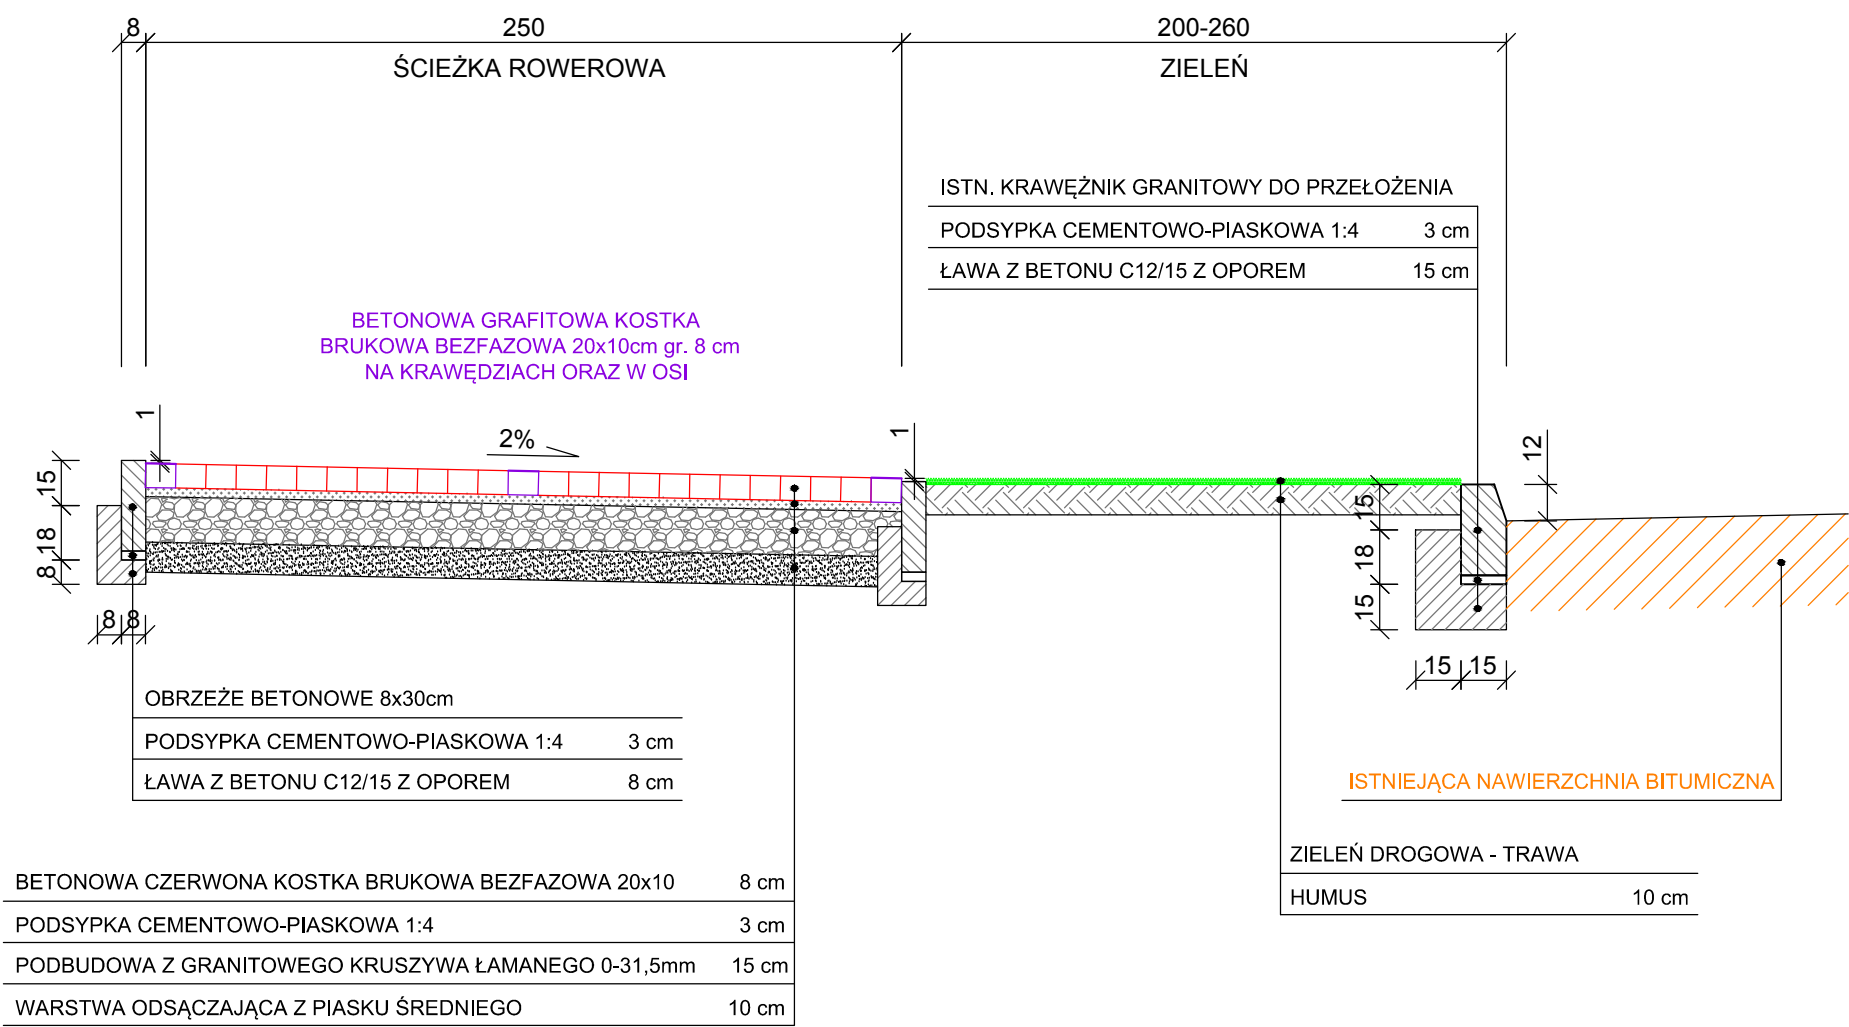 8 250 200-260
ŚCIEŻKA ROWEROWA ZIELEŃ
ISTN. KRAWĘŻNIK GRANITOWY DO PRZEŁOŻENIA
PODSYPKA CEMENTOWO-PIASKOWA 1:4 3 cm
ŁAWA Z BETONU C12/15 Z OPOREM 15 cm
BETONOWA GRAFITOWA KOSTKA
BRUKOWA BEZFAZOWA 20x10cm gr. 8 cm
NA KRAWĘDZIACH ORAZ W OSI
1
2%
1
12
15
18
8
8 8
15
18
15
15 15
OBRZEŻE BETONOWE 8x30cm
PODSYPKA CEMENTOWO-PIASKOWA 1:4 3 cm
ŁAWA Z BETONU C12/15 Z OPOREM 8 cm
ISTNIEJĄCA NAWIERZCHNIA BITUMICZNA
ZIELEŃ DROGOWA - TRAWA
HUMUS 10 cm
BETONOWA CZERWONA KOSTKA BRUKOWA BEZFAZOWA 20x10 8 cm
PODSYPKA CEMENTOWO-PIASKOWA 1:4 3 cm
PODBUDOWA Z GRANITOWEGO KRUSZYWA ŁAMANEGO 0-31,5mm 15 cm
WARSTWA ODSĄCZAJĄCA Z PIASKU ŚREDNIEGO 10 cm